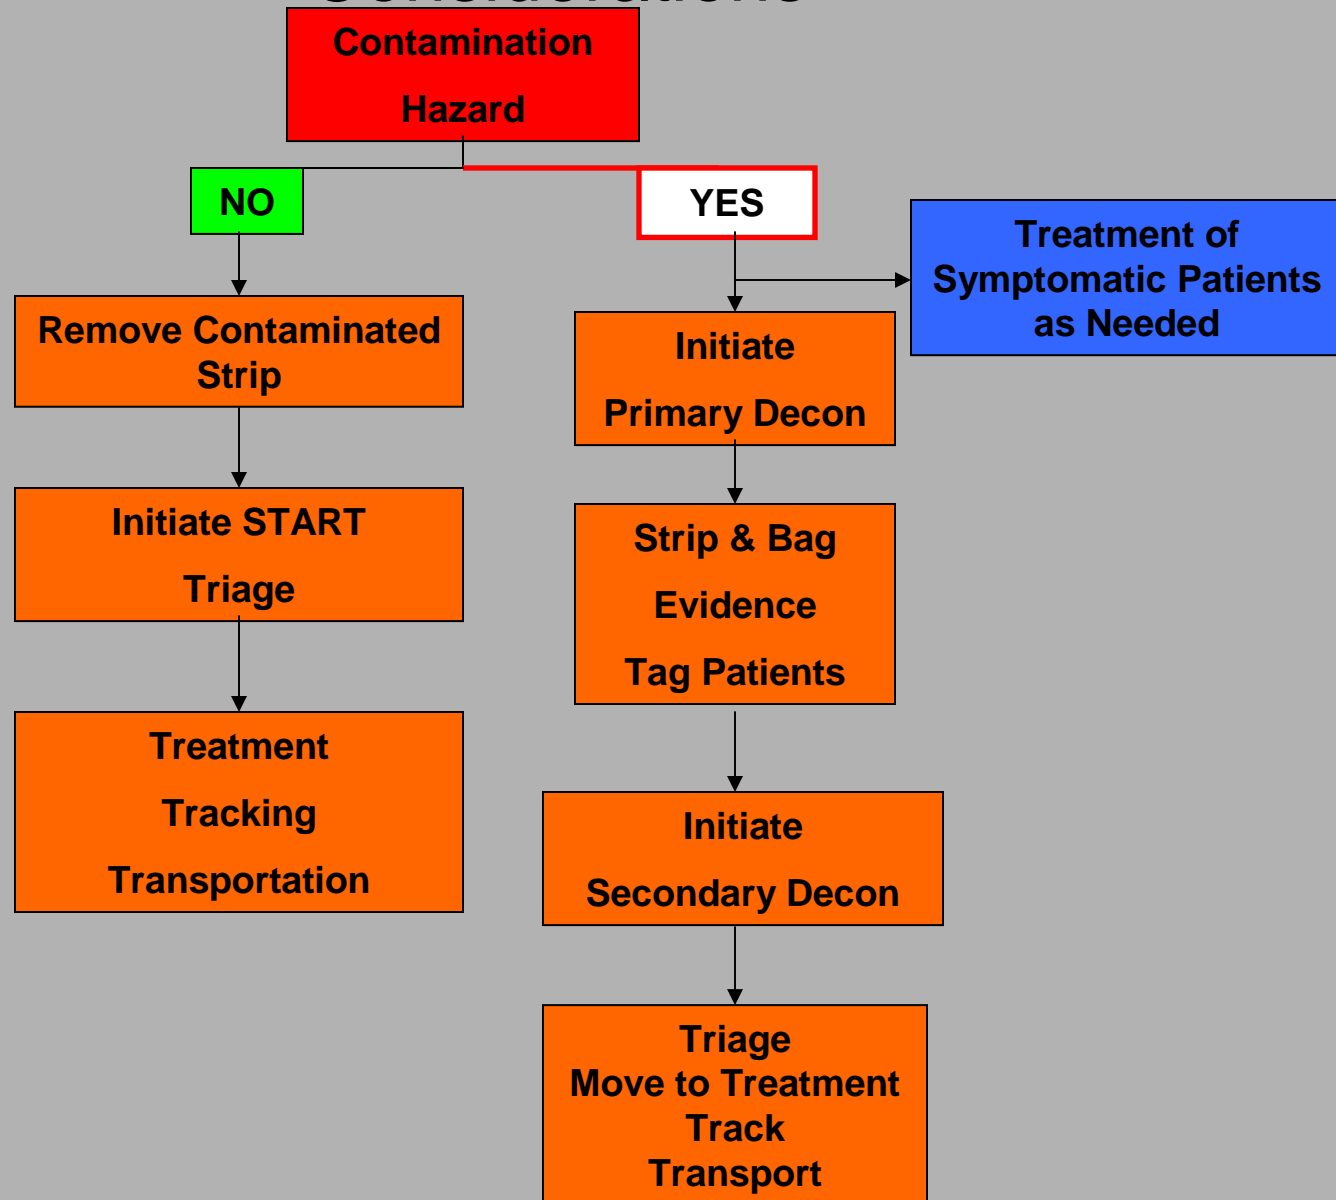 Considerations
Contamination
Hazard
NO
YES
Treatment of
Symptomatic Patients
as Needed
Remove Contaminated
Strip
Initiate
Primary Decon
Initiate START
Triage
Strip & Bag
Evidence
Tag Patients
Treatment
Tracking
Transportation
Initiate
Secondary Decon
Triage
Move to Treatment
Track
Transport